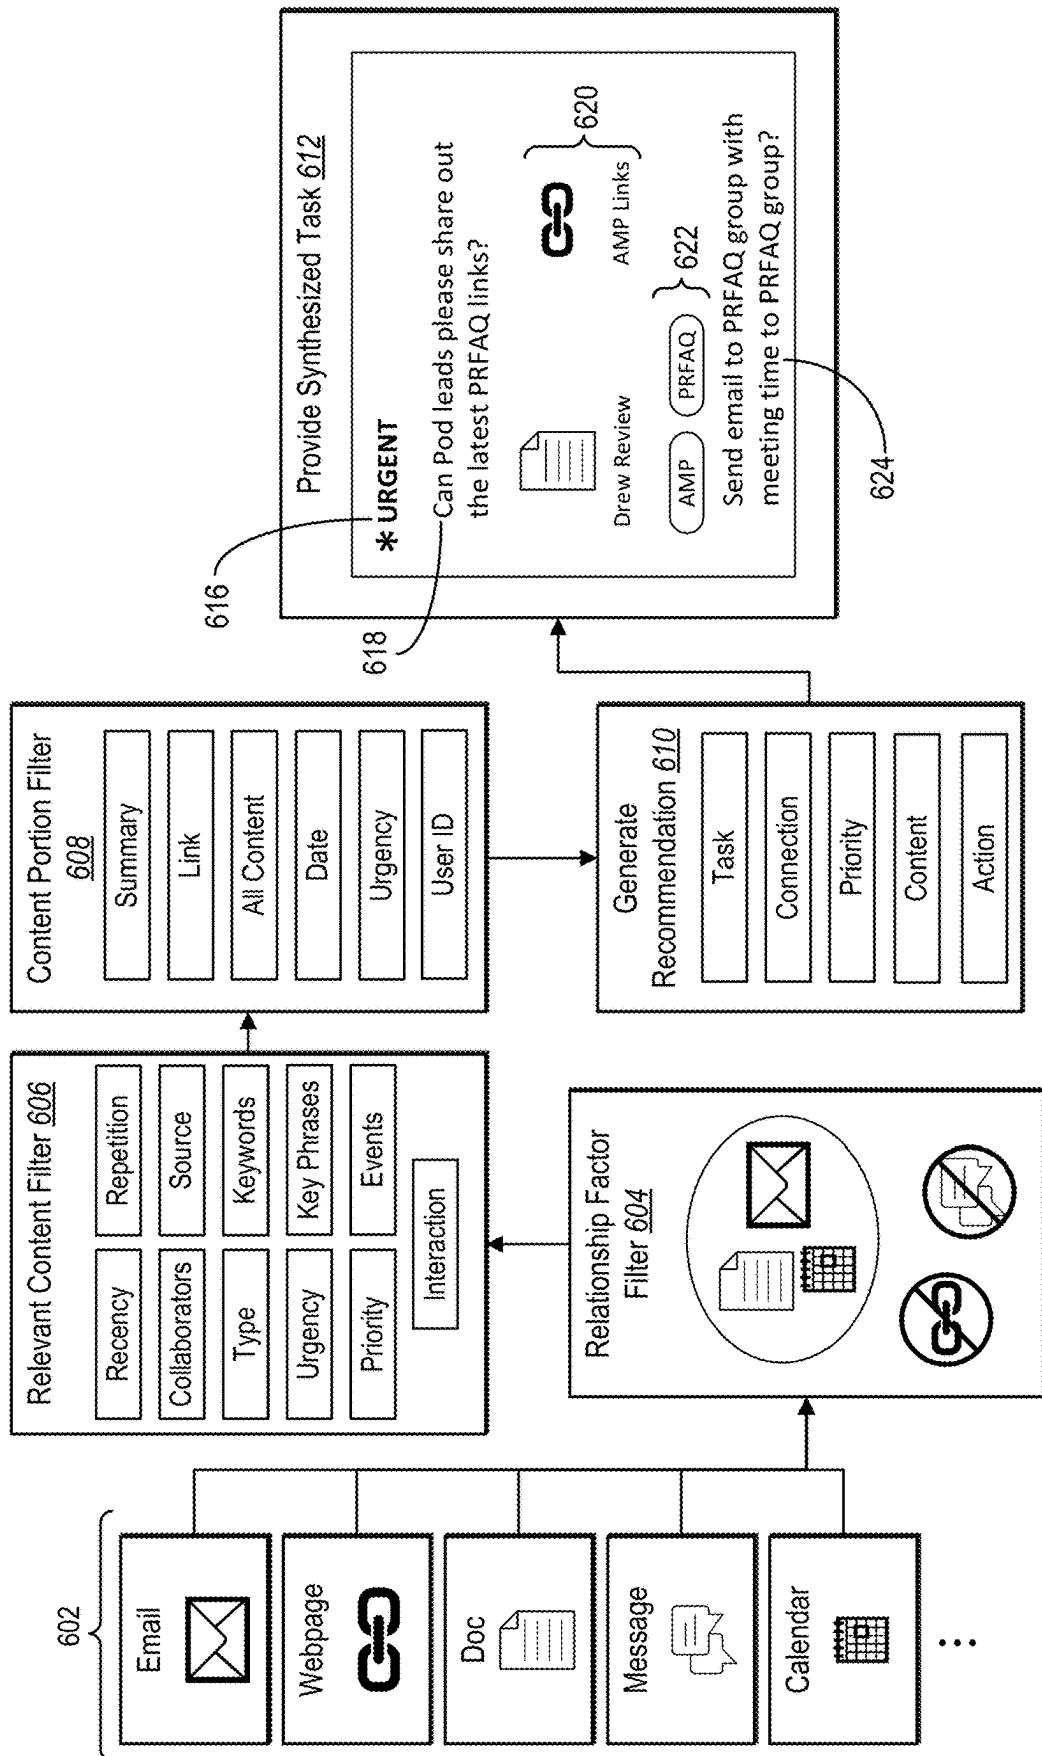 602
Email
Webpage
Doc
Message
Calendar
Relationship Factor
Filter 604
Relevant Content Filter 606
Recency
Repetition
Collaborators
Source
Type
Keywords
Urgency
Key Phrases
Priority
Events
Interaction
Content Portion Filter
608
Summary
Link
All Content
Date
Urgency
User ID
Generate
Recommendation 610
Task
Connection
Priority
Content
Action
Provide Synthesized Task 612
616
* URGENT
618
Can Pod leads please share out
the latest PRFAQ links?
Drew Review
AMP Links
620
AMP
PRFAQ
622
Send email to PRFAQ group with
meeting time to PRFAQ group?
624